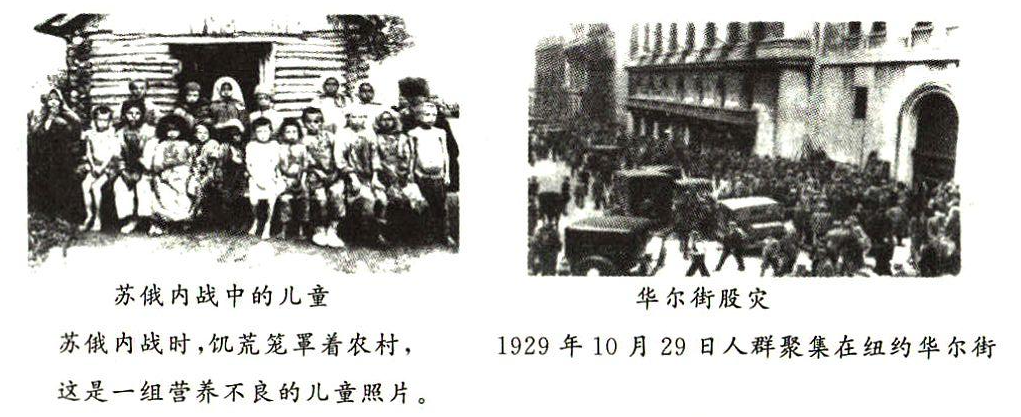 苏俄内战中的儿童
苏俄内战时,饥荒笼罩着农村,
这是一组营养不良的儿童照片。
华尔街股灾
1929 年 10 月 29 日人群聚集在纽约华尔街